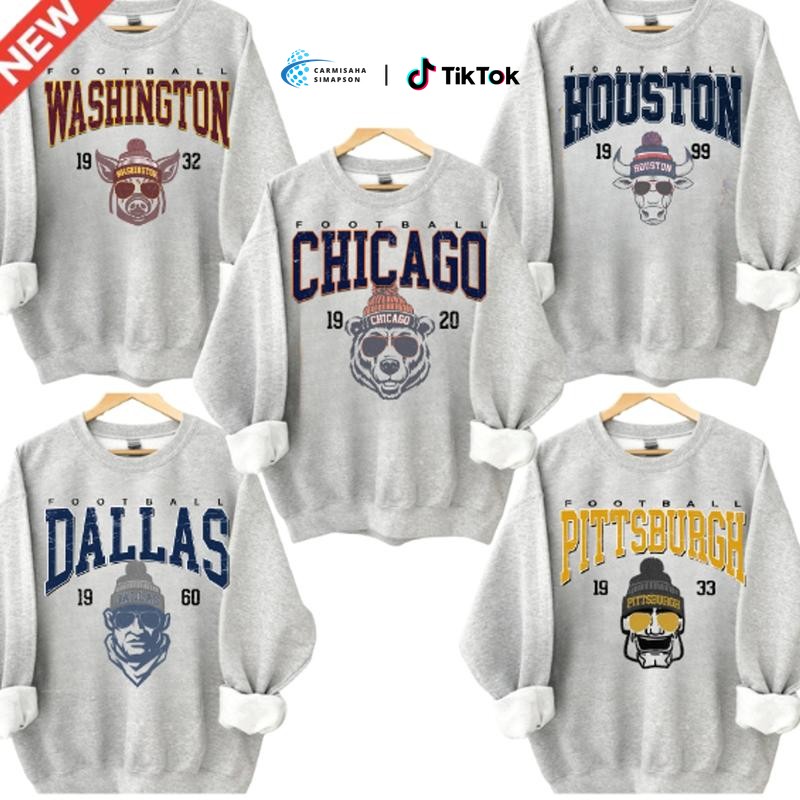 NEW
CARMISAHA
SIMAPSON
|
TikTok
FOOTBALL
WASHINGTON
19 32
WASHINGTON
FOOTBALL
HOUSTON
19 99
HOUSTON
FOOTBALL
CHICAGO
CHICAGO
19 20
FOOTBALL
DALLAS
DALLAS
19 60
FOOTBALL
PITTSBURGH
19 33
PITTSBURGH